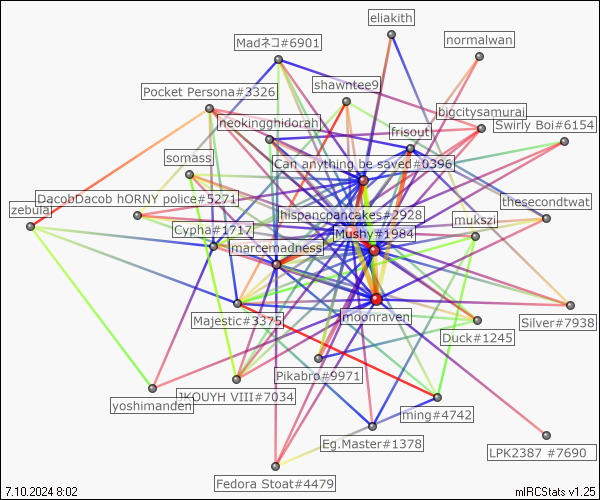 eliakith
normalwan
Madネコ#6901
shawntee9
Pocket Persona#3326
bigcitysamurai
neokingghidorah
Swirly Boi#6154
frisout
somass
Can anything be saved#0396
DacobDacob hORNY police#5271
thesecondtwat
zebula
hispancpancakes#2928
mukszi
Cypha#1717
Mushy#1984
marcemadness
moonraven
Majestic#3375
Silver#7938
Duck#1245
Pikabro#9971
JKOUYH VIII#7034
yoshimanden
ming#4742
Eg.Master#1378
LPK2387 #7690
Fedora Stoat#4479
7.10.2024 8:02
mIRCStats v1.25